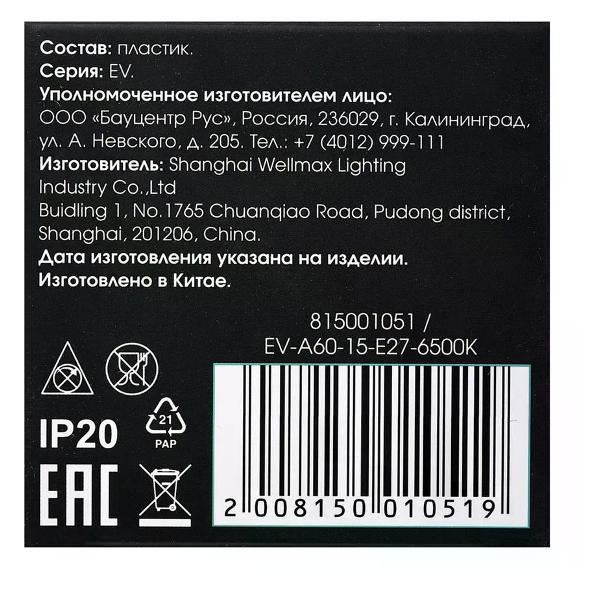 Состав: пластик.
Серия: EV.
Уполномоченное изготовителем лицо:
ООО «Бауцентр Рус», Россия, 236029, г. Калининград,
ул. А. Невского, д. 205. Тел.: +7 (4012) 999-111
Изготовитель: Shanghai Wellmax Lighting
Industry Co.,Ltd
Buidling 1, No.1765 Chuanqiao Road, Pudong district,
Shanghai, 201206, China.
Дата изготовления указана на изделии.
Изготовлено в Китае.
815001051 /
EV-A60-15-E27-6500K
21
PAP
IP20
EAC
2 008150 010519